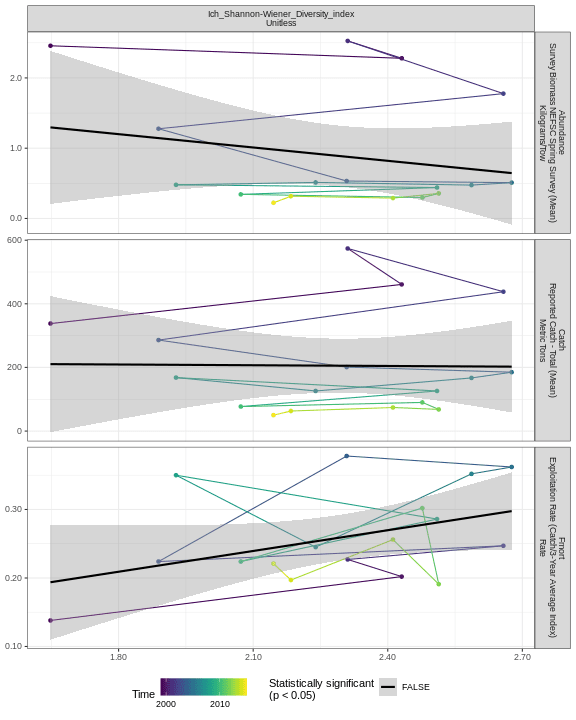 Ich_Shannon-Wiener_Diversity_index
Unitless
2.0
1.0
0.0
Abundance
Survey Biomass NEFSC Spring Survey (Mean)
Kilograms/Tow
600
400
200
0
Catch
Reported Catch - Total (Mean)
Metric Tons
0.30
0.20
0.10
Fmort
Exploitation Rate (Catch/3-Year Average Index)
Rate
1.80
2.10
2.40
2.70
Time
2000
2010
Statistically significant
(p < 0.05)
FALSE